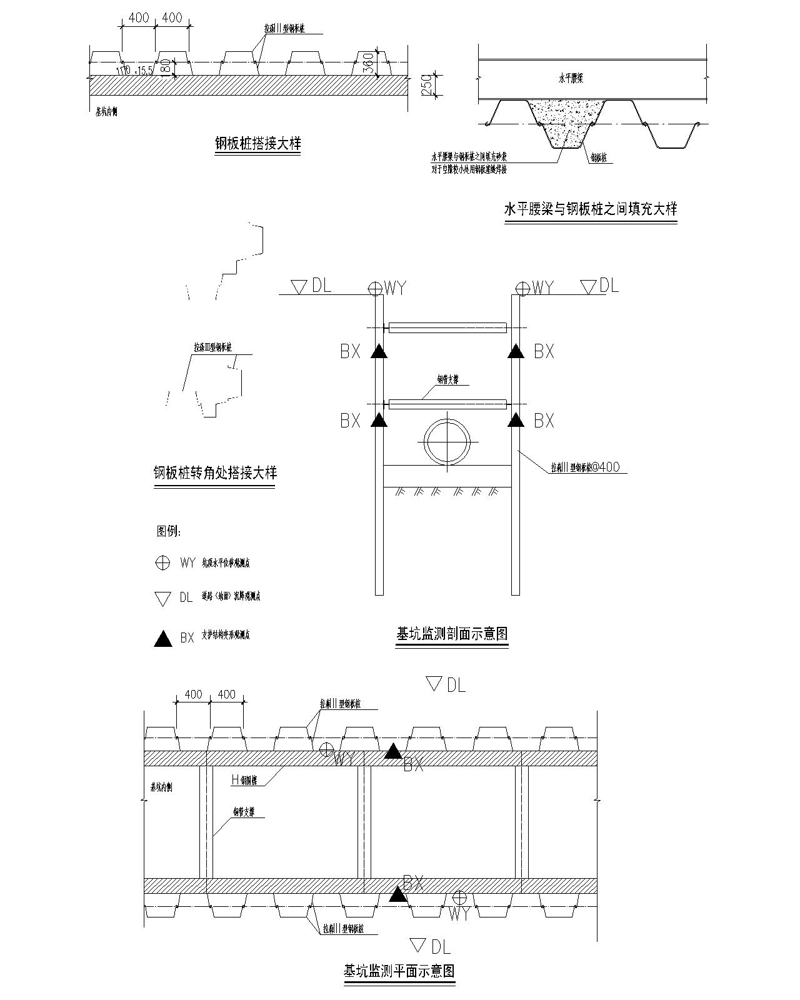 400
400
拉森II型钢板桩
1170×15.5
180
360
250
基坑内侧
钢板桩搭接大样
水平腰梁
水平腰梁与钢板桩之间填充砂袋
对于空隙较小处用钢板塞缝焊接
钢板桩
水平腰梁与钢板桩之间填充大样
拉森III型钢板桩
钢板桩转角处搭接大样
DL
WY
WY
DL
BX
BX
钢管支撑
BX
BX
拉森III型钢板桩@400
基坑监测剖面示意图
图例:
WY 坑顶水平位移观测点
DL 道路(地面)沉降观测点
BX 支护结构变形观测点
DL
400
400
拉森II型钢板桩
WY
BX
H钢围檩
基坑内侧
钢管支撑
BX
WY
拉森II型钢板桩
DL
基坑监测平面示意图